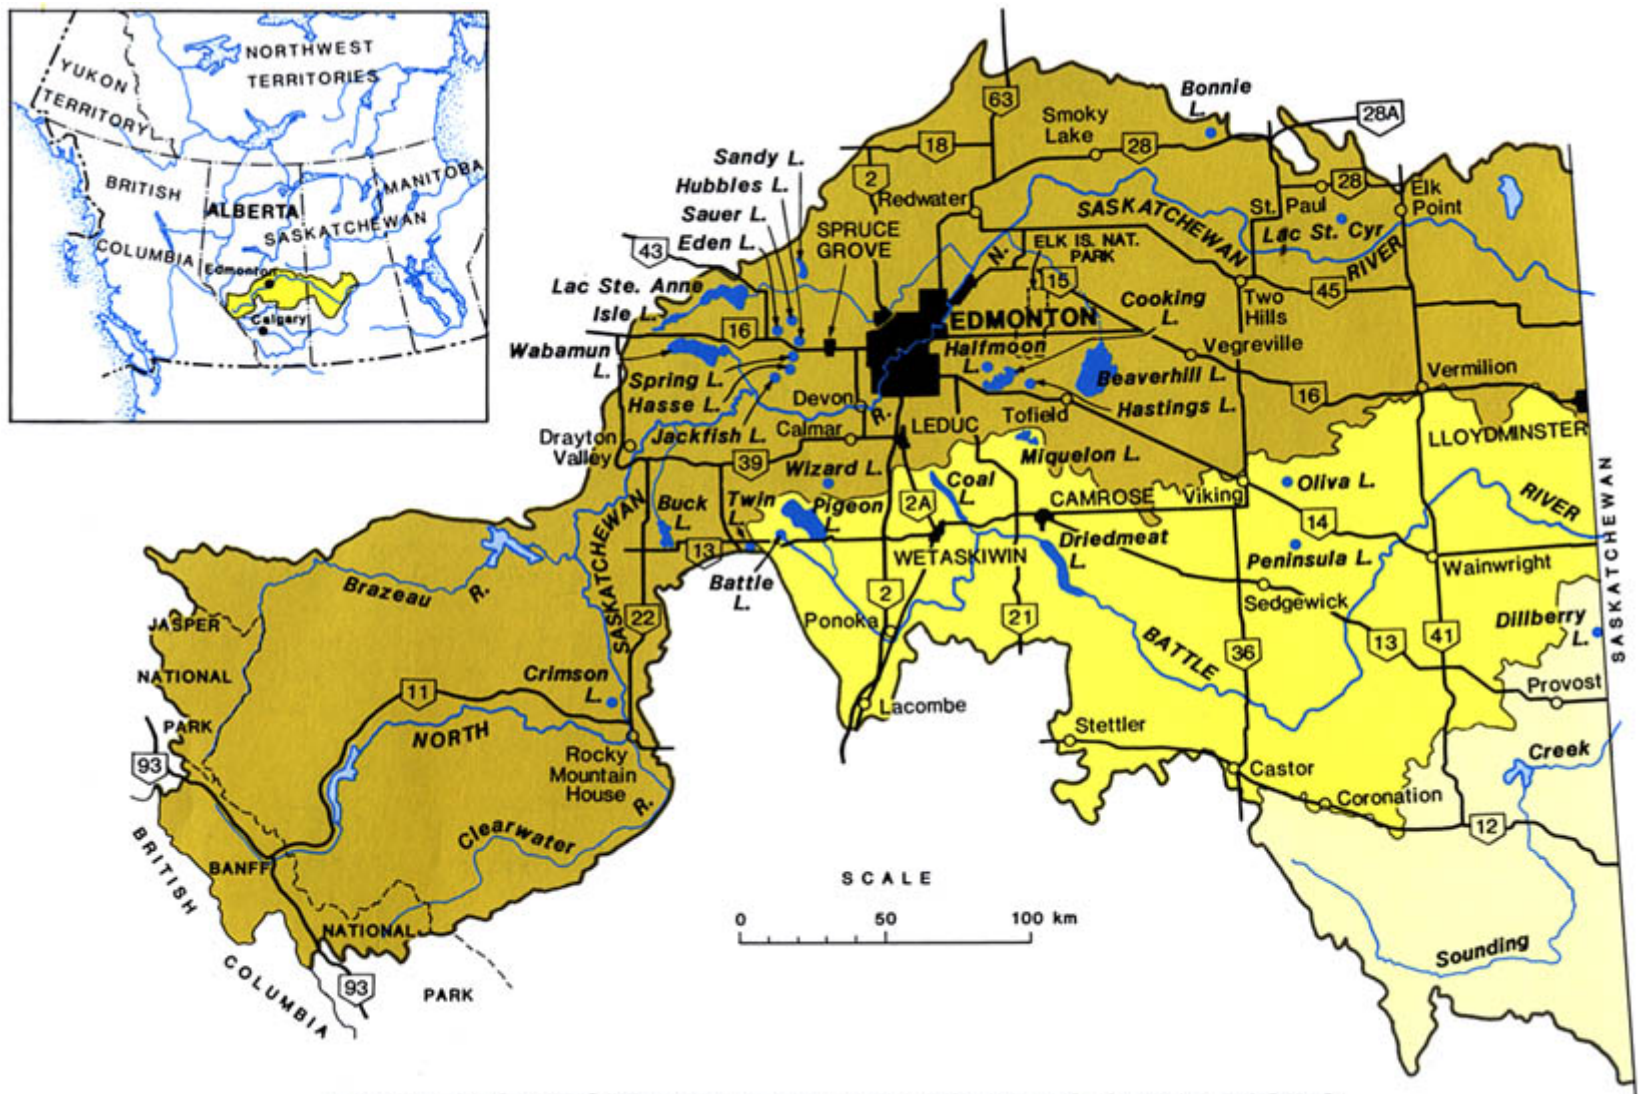 NORTHWEST
TERRITORIES
YUKON
TERRITORY
BRITISH
COLUMBIA
ALBERTA
SASKATCHEWAN
MANITOBA
Edmonton
Calgary
Bonnie
L.
28A
63
Smoky
Lake
18
28
2
Redwater
Sandy L.
Hubbles L.
Sauer L.
Eden L.
43
SPRUCE
GROVE
SASKATCHEWAN
RIVER
N.
St. Paul
28
Elk
Point
Lac St. Cyr
ELK IS. NAT.
PARK
15
45
Two
Hills
Lac Ste. Anne
Isle L.
16
Wabamun
L.
EDMONTON
Cooking
L.
Halfmoon
L.
Vegreville
Beaverhill L.
Hastings L.
16
Vermilion
Spring L.
Hasse L.
Jackfish L.
Devon
R.
Calmar
LEDUC
Tofield
LLOYDMINSTER
Drayton
Valley
39
Wizard L.
Miquelon L.
Coal
L.
CAMROSE
Viking
Oliva L.
RIVER
SASKATCHEWAN
SASKATCHEWAN
Buck
L.
Twin
L.
Pigeon
L.
2A
14
13
WETASKIWIN
Driedmeat
L.
Peninsula L.
Wainwright
Battle
L.
2
Brazeau
R.
JASPER
NATIONAL
PARK
22
Ponoka
21
Sedgewick
Dillberry
L.
BATTLE
36
13
41
Crimson
L.
11
Lacombe
Provost
NORTH
Stettler
Rocky
Mountain
House
R.
Castor
Creek
93
Coronation
12
Clearwater
BRITISH
COLUMBIA
BANFF
NATIONAL
PARK
93
SCALE
0 50 100 km
Sounding